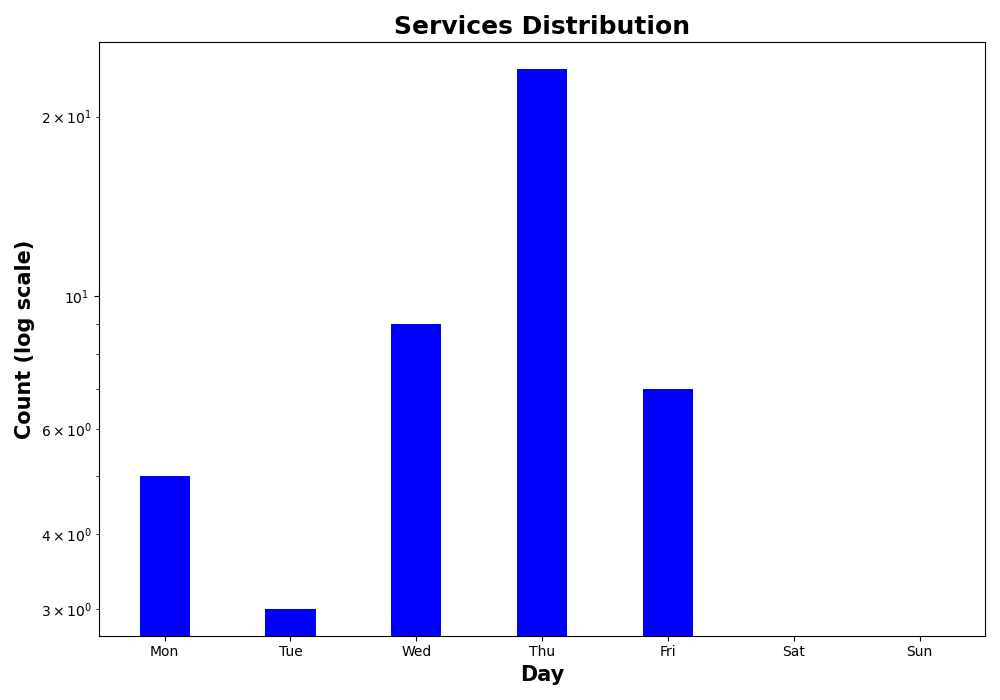 Services Distribution
Count (log scale)
2 × 10¹
10¹
6 × 10⁰
4 × 10⁰
3 × 10⁰
Mon Tue Wed Thu Fri Sat Sun
Day